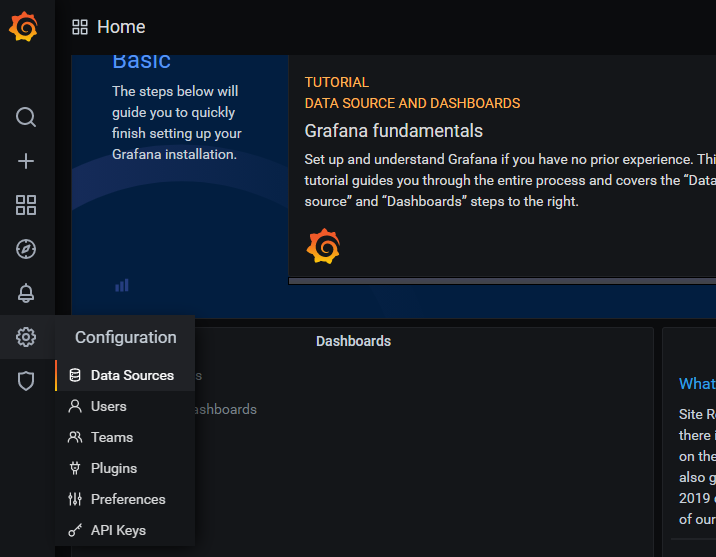 Home
Basic
The steps below will
guide you to quickly
finish setting up your
Grafana installation.
TUTORIAL
DATA SOURCE AND DASHBOARDS
Grafana fundamentals
Set up and understand Grafana if you have no prior experience. This
tutorial guides you through the entire process and covers the “Data
source” and “Dashboards” steps to the right.
Configuration
Data Sources
Users
Teams
Plugins
Preferences
API Keys
Dashboards
ashboards
What
Site R
there i
on the
also g
2019
of our